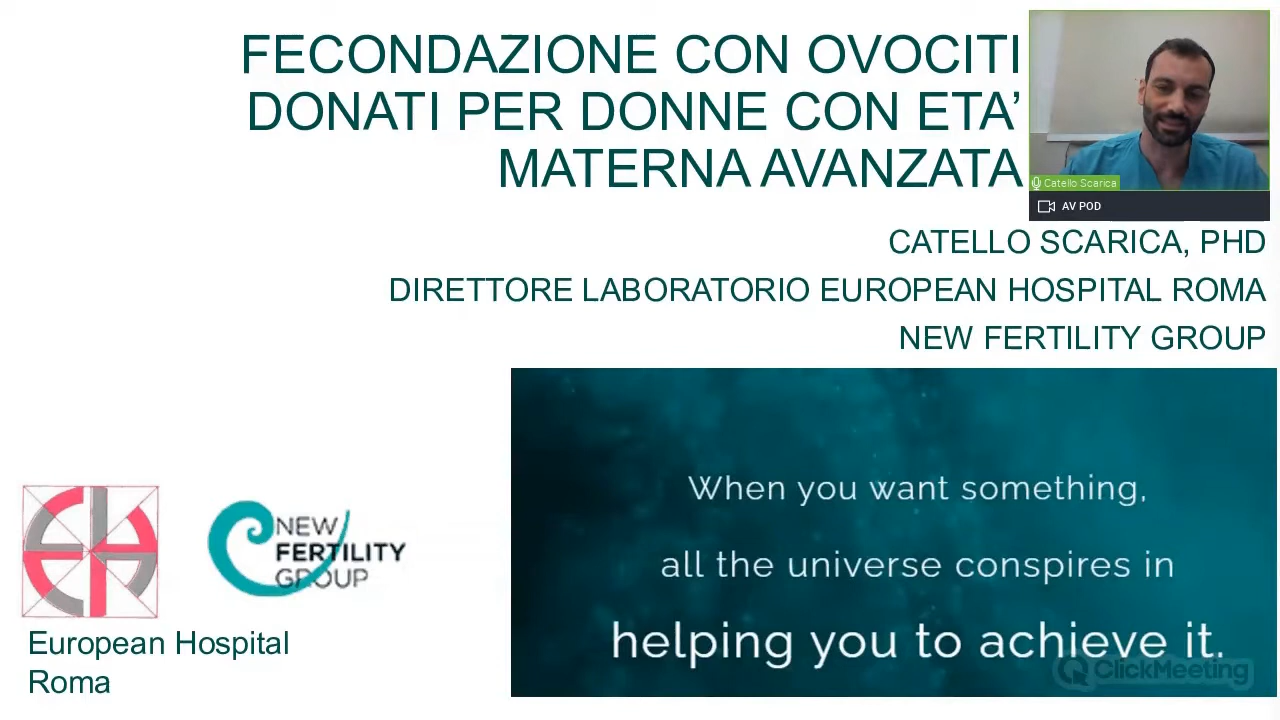 FECONDAZIONE CON OVOCITI
DONATI PER DONNE CON ETA’
MATERNA AVANZATA
Catello Scarica
AV POD
CATELLO SCARICA, PHD
DIRETTORE LABORATORIO EUROPEAN HOSPITAL ROMA
NEW FERTILITY GROUP
When you want something,
all the universe conspires in
helping you to achieve it.
ClickMeeting
NEW
FERTILITY
GROUP
European Hospital
Roma